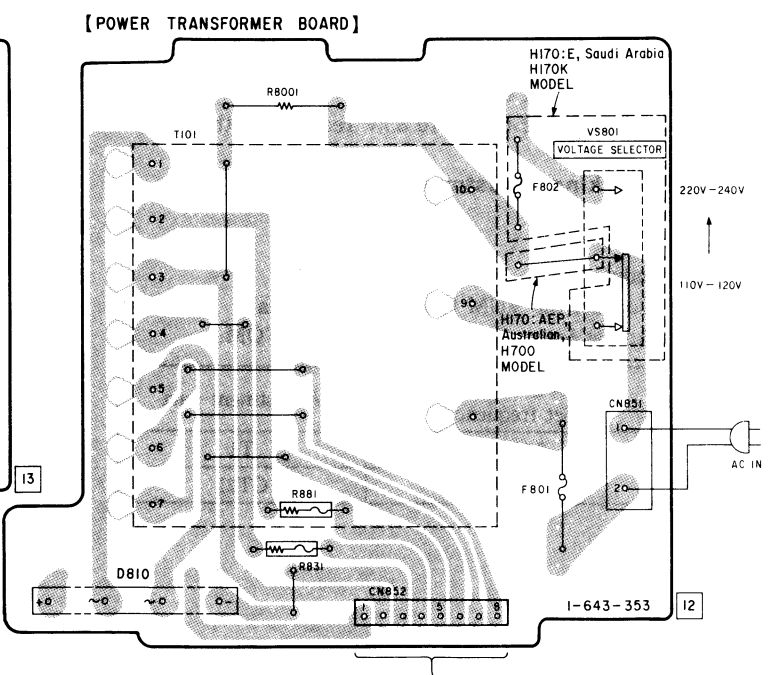 【POWER TRANSFORMER BOARD】
H170:E, Saudi Arabia
H170K
MODEL
R8001
T101
VS801
VOLTAGE SELECTOR
1
10
F802
220V-240V
2
3
110V-120V
9
4
H170:AEP,
Australian,
H700
MODEL
5
CN851
1
6
AC IN
13
F801
2
R881
7
R831
D810
CN852
+
~
~
-
1
5
8
1-643-353
12